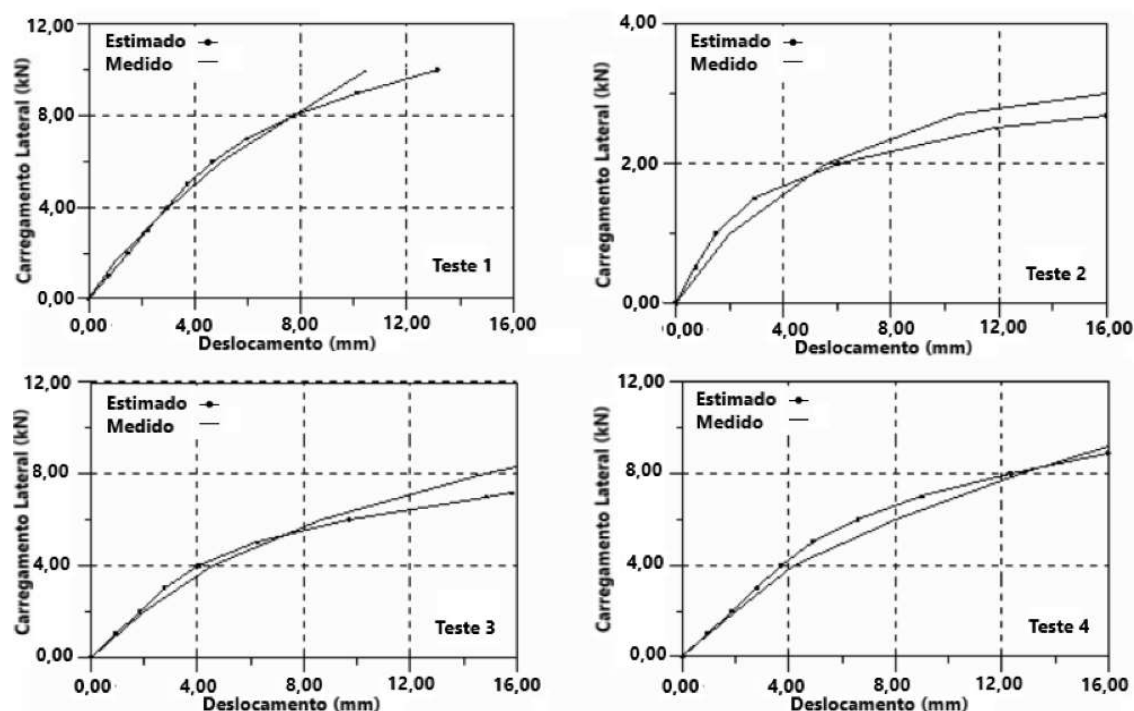 12,00
Estimado
Medido
8,00
4,00
0,00
Carregamento Lateral (kN)
Teste 1
0,00 4,00 8,00 12,00 16,00
Deslocamento (mm)
4,00
Estimado
Medido
2,00
0,00
Carregamento Lateral (kN)
Teste 2
0,00 4,00 8,00 12,00 16,00
Deslocamento (mm)
12,00
Estimado
Medido
8,00
4,00
0,00
Carregamento Lateral (kN)
Teste 3
0,00 4,00 8,00 12,00 16,00
Deslocamento (mm)
12,00
Estimado
Medido
8,00
4,00
0,00
Carregamento Lateral (kN)
Teste 4
0,00 4,00 8,00 12,00 16,00
Deslocamento (mm)